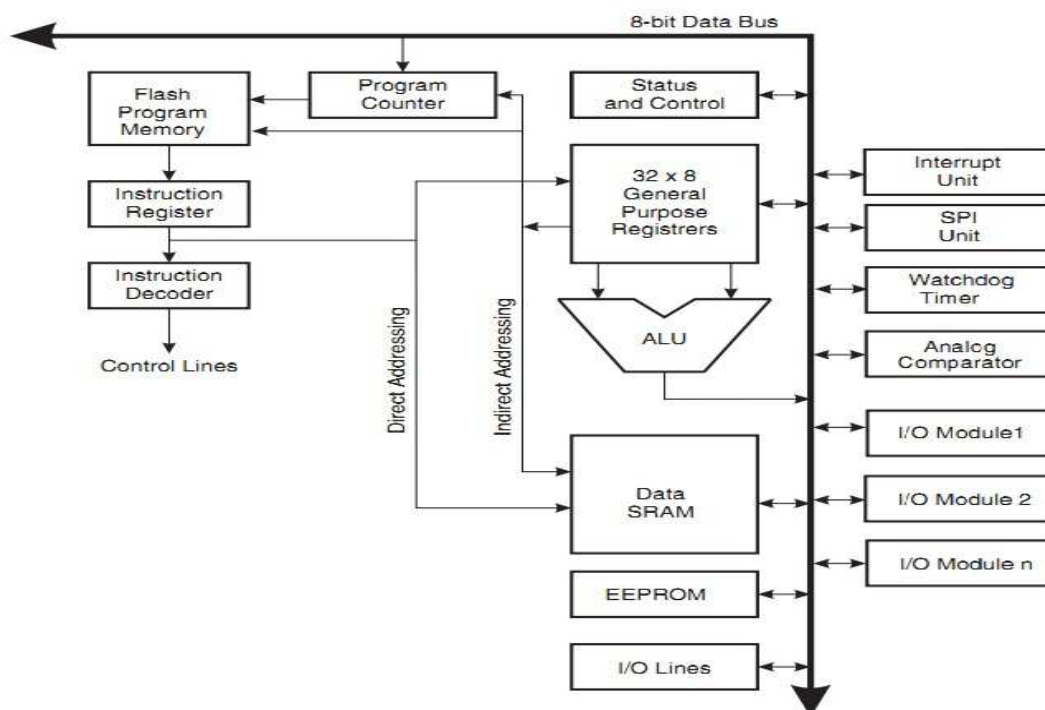 8-bit Data Bus
Flash
Program
Memory
Program
Counter
Status
and Control
Instruction
Register
32 x 8
General
Purpose
Registrers
Interrupt
Unit
SPI
Unit
Instruction
Decoder
Watchdog
Timer
Control Lines
Direct Addressing
Indirect Addressing
ALU
Analog
Comparator
I/O Module1
Data
SRAM
I/O Module 2
I/O Module n
EEPROM
I/O Lines